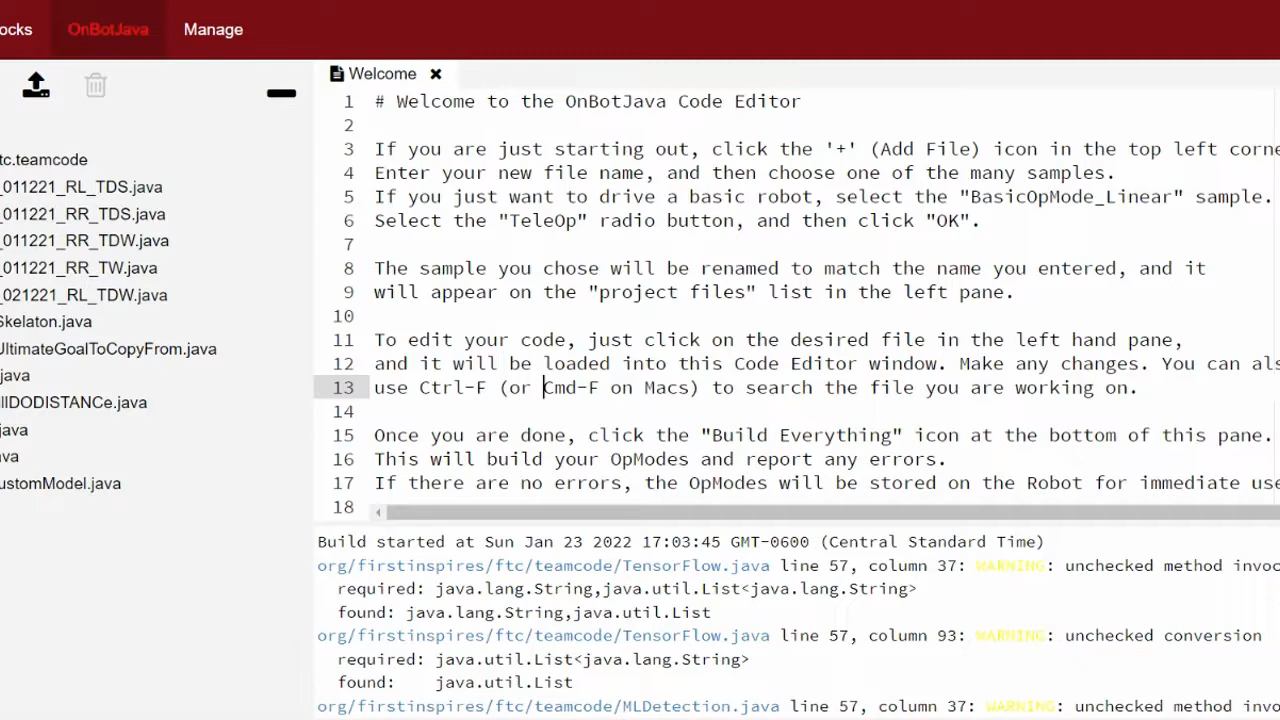 ocks OnBotJava Manage
Welcome
tc.teamcode
_011221_RL_TDS.java
_011221_RR_TDS.java
_011221_RR_TDW.java
_011221_RR_TW.java
_021221_RL_TDW.java
Skelaton.java
UltimateGoalToCopyFrom.java
java
llDODISTANCe.java
java
va
ustomModel.java
1 # Welcome to the OnBotJava Code Editor
2
3 If you are just starting out, click the '+' (Add File) icon in the top left corne
4 Enter your new file name, and then choose one of the many samples.
5 If you just want to drive a basic robot, select the "BasicOpMode_Linear" sample.
6 Select the "TeleOp" radio button, and then click "OK".
7
8 The sample you chose will be renamed to match the name you entered, and it
9 will appear on the "project files" list in the left pane.
10
11 To edit your code, just click on the desired file in the left hand pane,
12 and it will be loaded into this Code Editor window. Make any changes. You can als
13 use Ctrl-F (or Cmd-F on Macs) to search the file you are working on.
14
15 Once you are done, click the "Build Everything" icon at the bottom of this pane.
16 This will build your OpModes and report any errors.
17 If there are no errors, the OpModes will be stored on the Robot for immediate use
18
Build started at Sun Jan 23 2022 17:03:45 GMT-0600 (Central Standard Time)
org/firstinspires/ftc/teamcode/TensorFlow.java line 57, column 37: WARNING: unchecked method invoc
required: java.lang.String,java.util.List<java.lang.String>
found: java.lang.String,java.util.List
org/firstinspires/ftc/teamcode/TensorFlow.java line 57, column 93: WARNING: unchecked conversion
required: java.util.List<java.lang.String>
found: java.util.List
org/firstinspires/ftc/teamcode/MLDetection.java line 57, column 37: WARNING: unchecked method invo